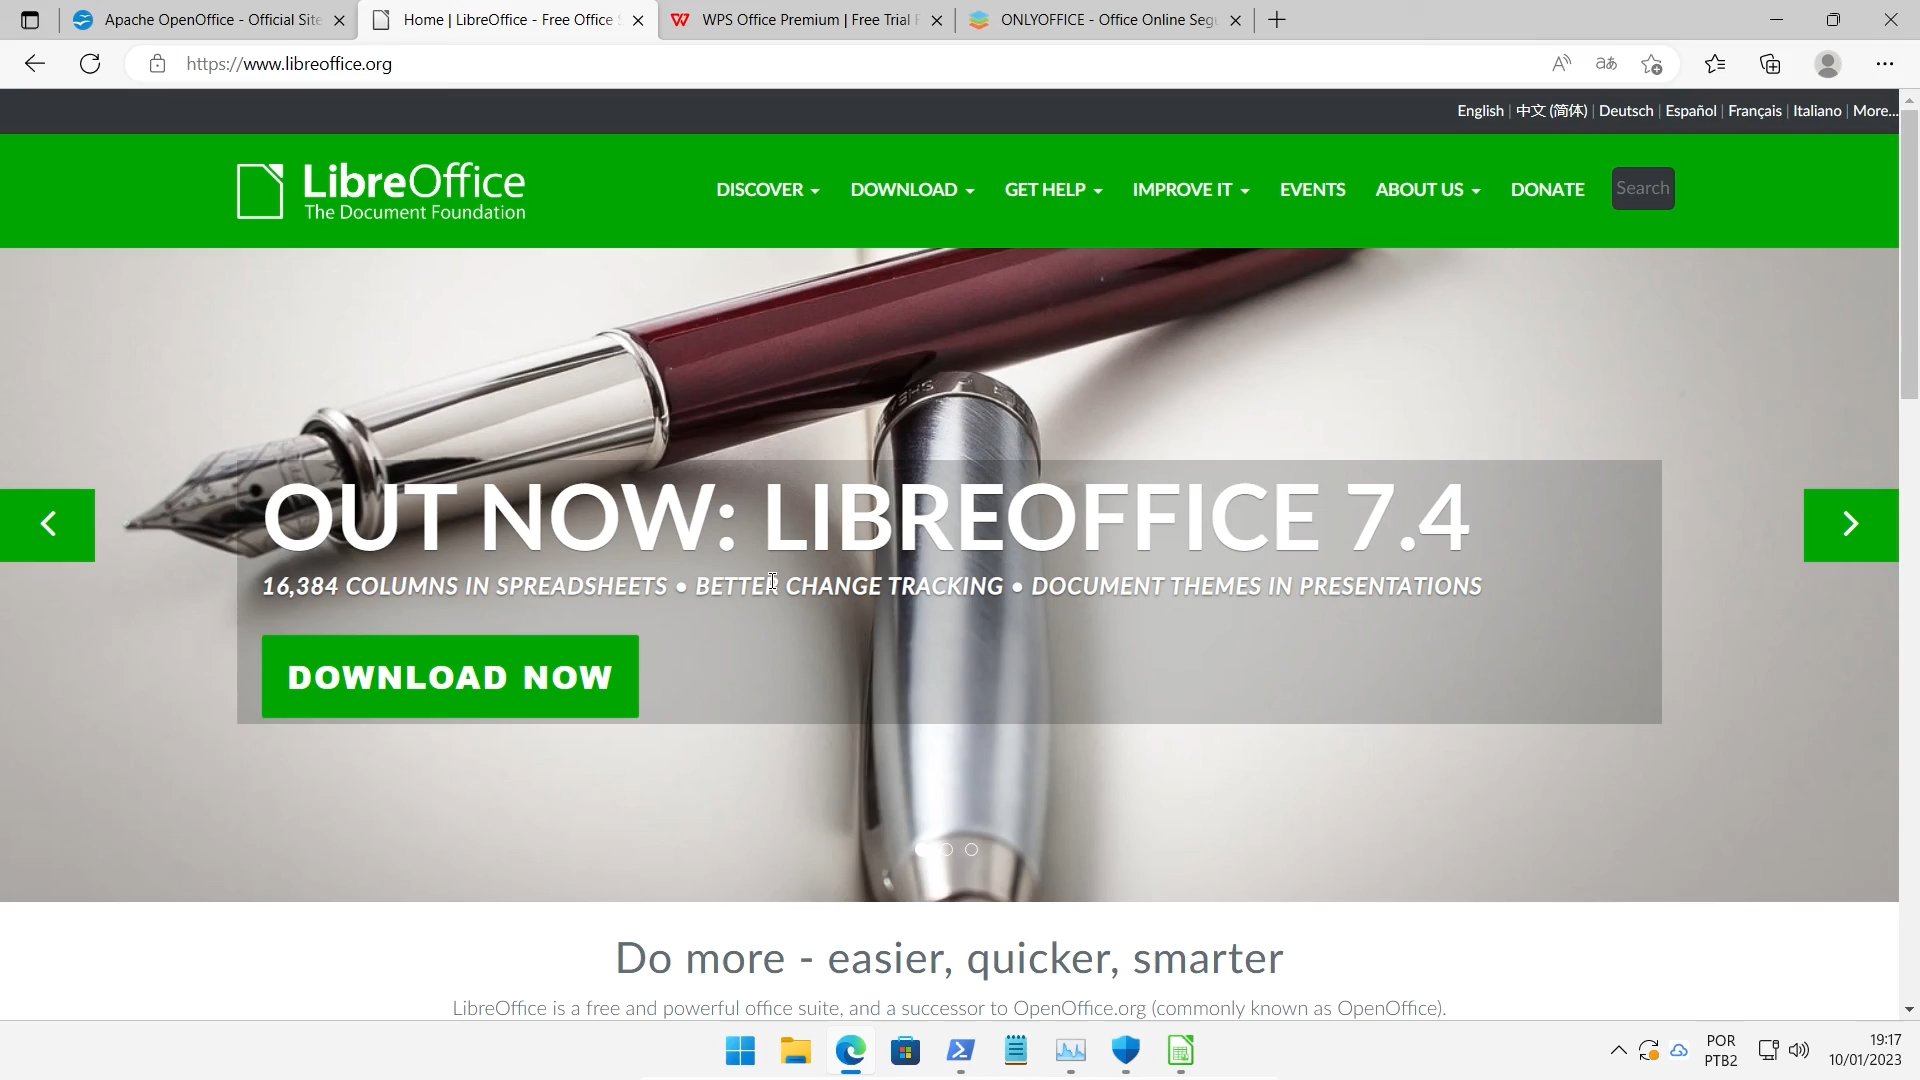 Apache OpenOffice - Official Site
Home | LibreOffice - Free Office
WPS Office Premium | Free Trial
ONLYOFFICE - Office Online Segu
https://www.libreoffice.org
English | 中文 (简体) | Deutsch | Español | Français | Italiano | More...
LibreOffice
The Document Foundation
DISCOVER
DOWNLOAD
GET HELP
IMPROVE IT
EVENTS
ABOUT US
DONATE
Search
OUT NOW: LIBREOFFICE 7.4
16,384 COLUMNS IN SPREADSHEETS • BETTER CHANGE TRACKING • DOCUMENT THEMES IN PRESENTATIONS
DOWNLOAD NOW
Do more - easier, quicker, smarter
LibreOffice is a free and powerful office suite, and a successor to OpenOffice.org (commonly known as OpenOffice).
POR
PTB2
19:17
10/01/2023